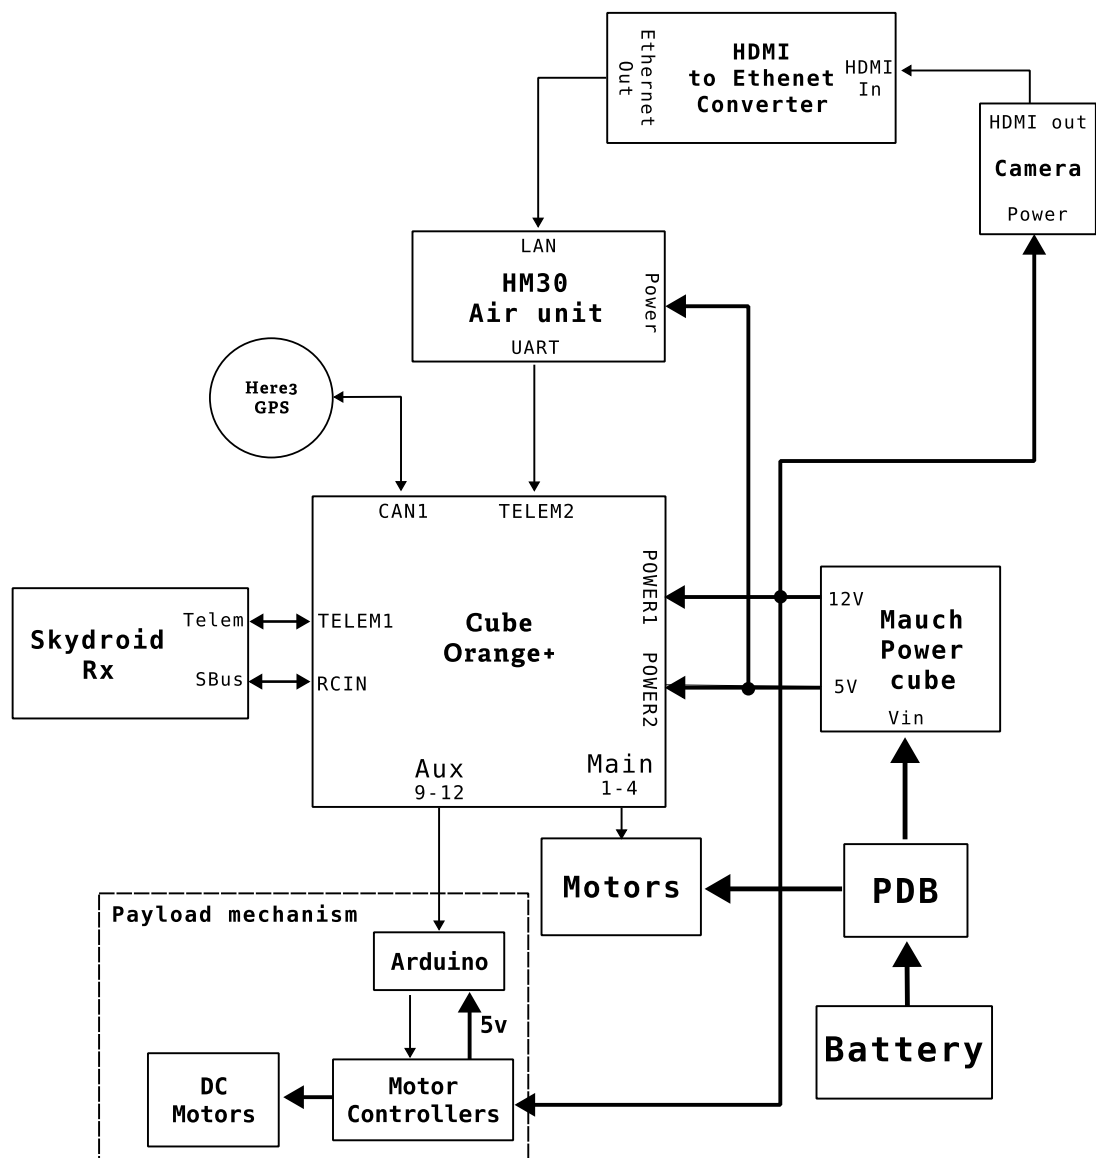 Ethernet
Out
HDMI
to Ethenet
Converter
HDMI
In
HDMI out
Camera
Power
LAN
HM30
Air unit
Power
UART
Here3
GPS
CAN1
TELEM2
POWER1
Skydroid
Rx
Telem
SBus
TELEM1
RCIN
Cube
Orange+
POWER2
12V
Mauch
Power
cube
5V
Vin
Aux
9-12
Main
1-4
Motors
PDB
Payload mechanism
Arduino
5v
Battery
DC
Motors
Motor
Controllers